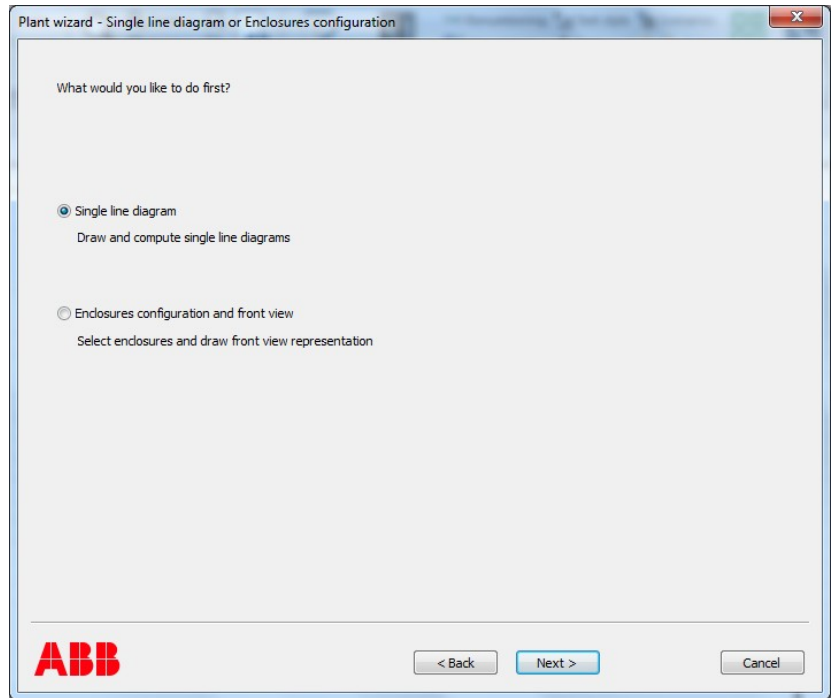 Plant wizard - Single line diagram or Enclosures configuration
What would you like to do first?
Single line diagram
Draw and compute single line diagrams
Enclosures configuration and front view
Select enclosures and draw front view representation
ABB
< Back
Next >
Cancel